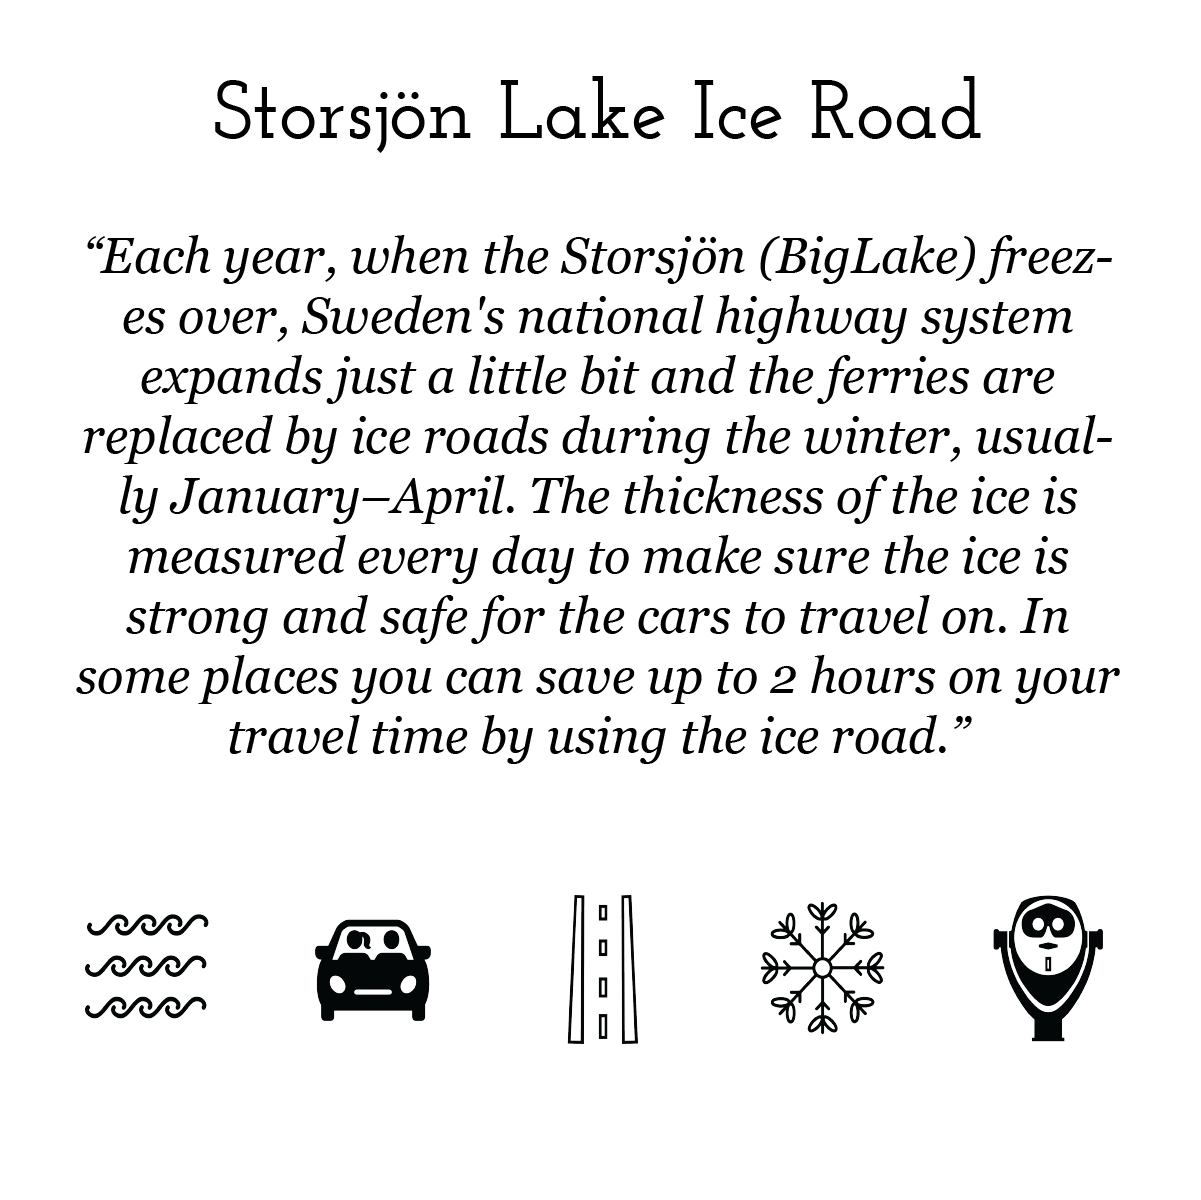 Storsjön Lake Ice Road
“Each year, when the Storsjön (BigLake) freez-
es over, Sweden's national highway system
expands just a little bit and the ferries are
replaced by ice roads during the winter, usual-
ly January–April. The thickness of the ice is
measured every day to make sure the ice is
strong and safe for the cars to travel on. In
some places you can save up to 2 hours on your
travel time by using the ice road.”